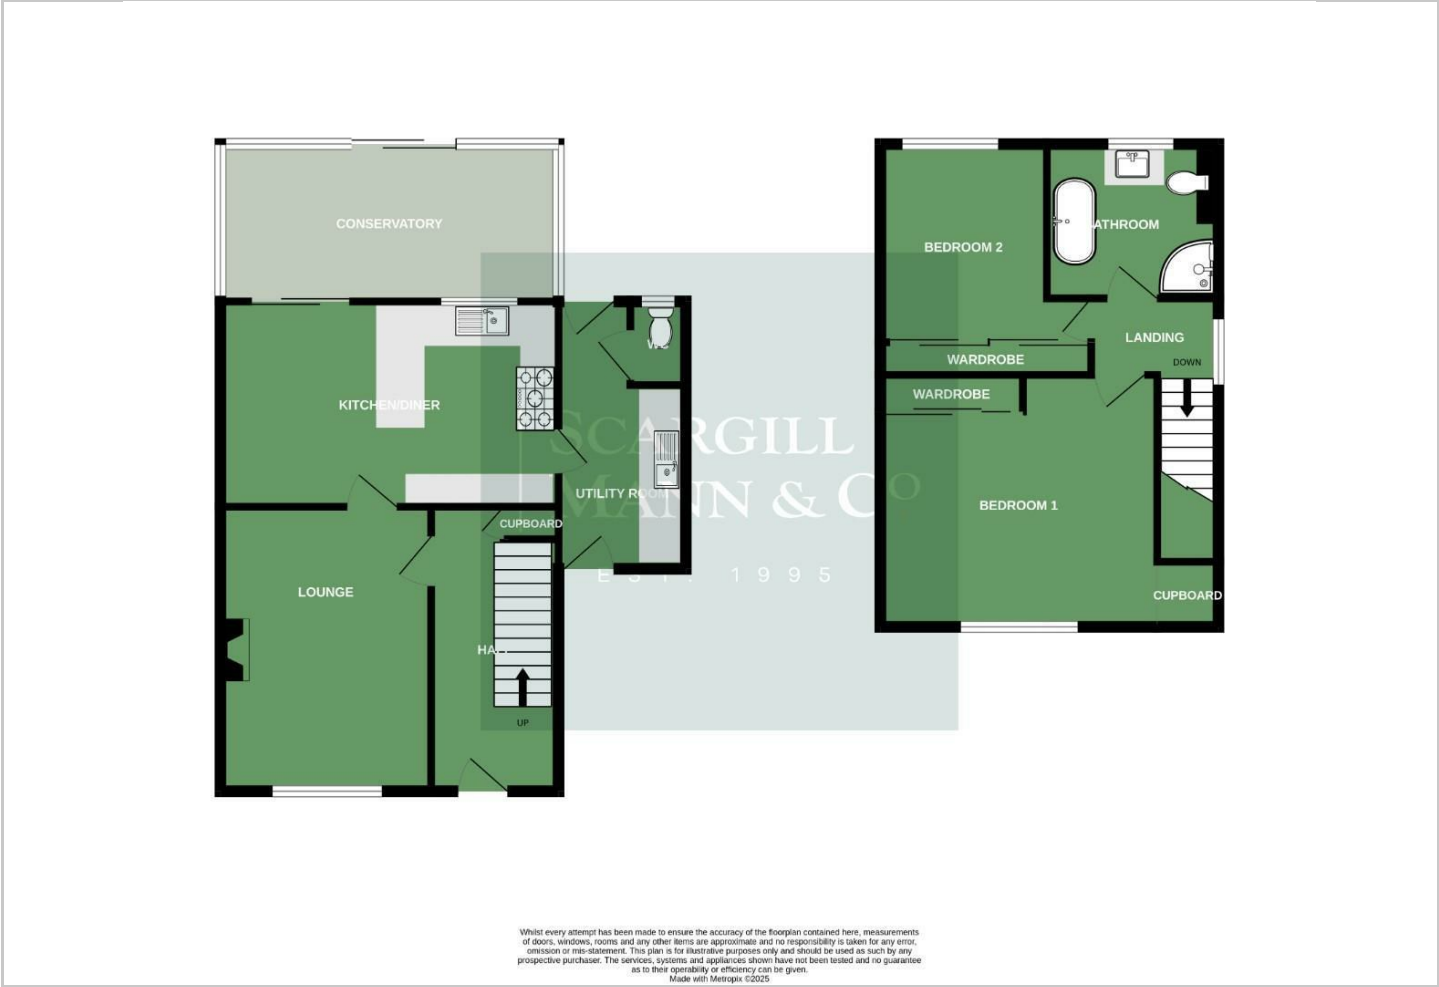 CONSERVATORY
KITCHEN/DINER
WC
UTILITY ROOM
CUPBOARD
LOUNGE
HALL
UP
BEDROOM 2
BATHROOM
LANDING
DOWN
WARDROBE
WARDROBE
BEDROOM 1
CUPBOARD
SCARGILL
MANN & CO
EST. 1995
Whilst every attempt has been made to ensure the accuracy of the floorplan contained here, measurements
of doors, windows, rooms and any other items are approximate and no responsibility is taken for any error,
omission or mis-statement. This plan is for illustrative purposes only and should be used as such by any
prospective purchaser. The services, systems and appliances shown have not been tested and no guarantee
as to their operability or efficiency can be given.
Made with Metropix ©2025